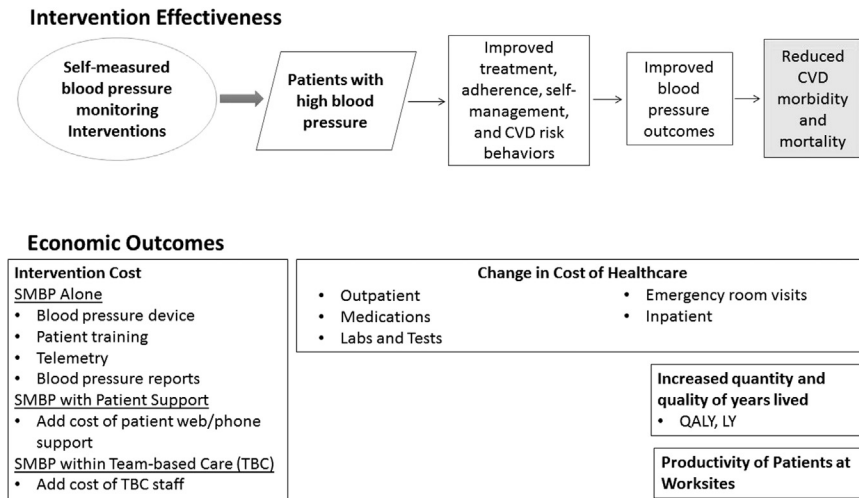 Intervention Effectiveness
Self-measured
blood pressure
monitoring
Interventions
Patients with
high blood
pressure
Improved
treatment,
adherence, self-
management,
and CVD risk
behaviors
Improved
blood
pressure
outcomes
Reduced
CVD
morbidity
and
mortality
Economic Outcomes
Intervention Cost
SMBP Alone
• Blood pressure device
• Patient training
• Telemetry
• Blood pressure reports
SMBP with Patient Support
• Add cost of patient web/phone
support
SMBP within Team-based Care (TBC)
• Add cost of TBC staff
Change in Cost of Healthcare
• Outpatient
• Medications
• Labs and Tests
• Emergency room visits
• Inpatient
Increased quantity and
quality of years lived
• QALY, LY
Productivity of Patients at
Worksites